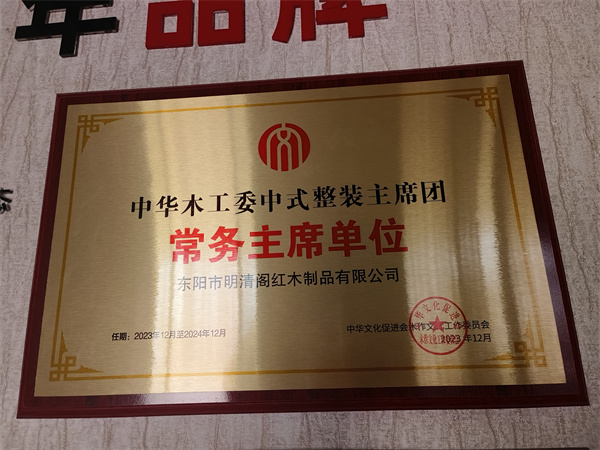 年品牌
中华木工委中式整装主席团
常务主席单位
东阳市明清阁红木制品有限公司
任期：2023年12月至2024年12月
中华文化促进会木作文化工作委员会
2023年12月